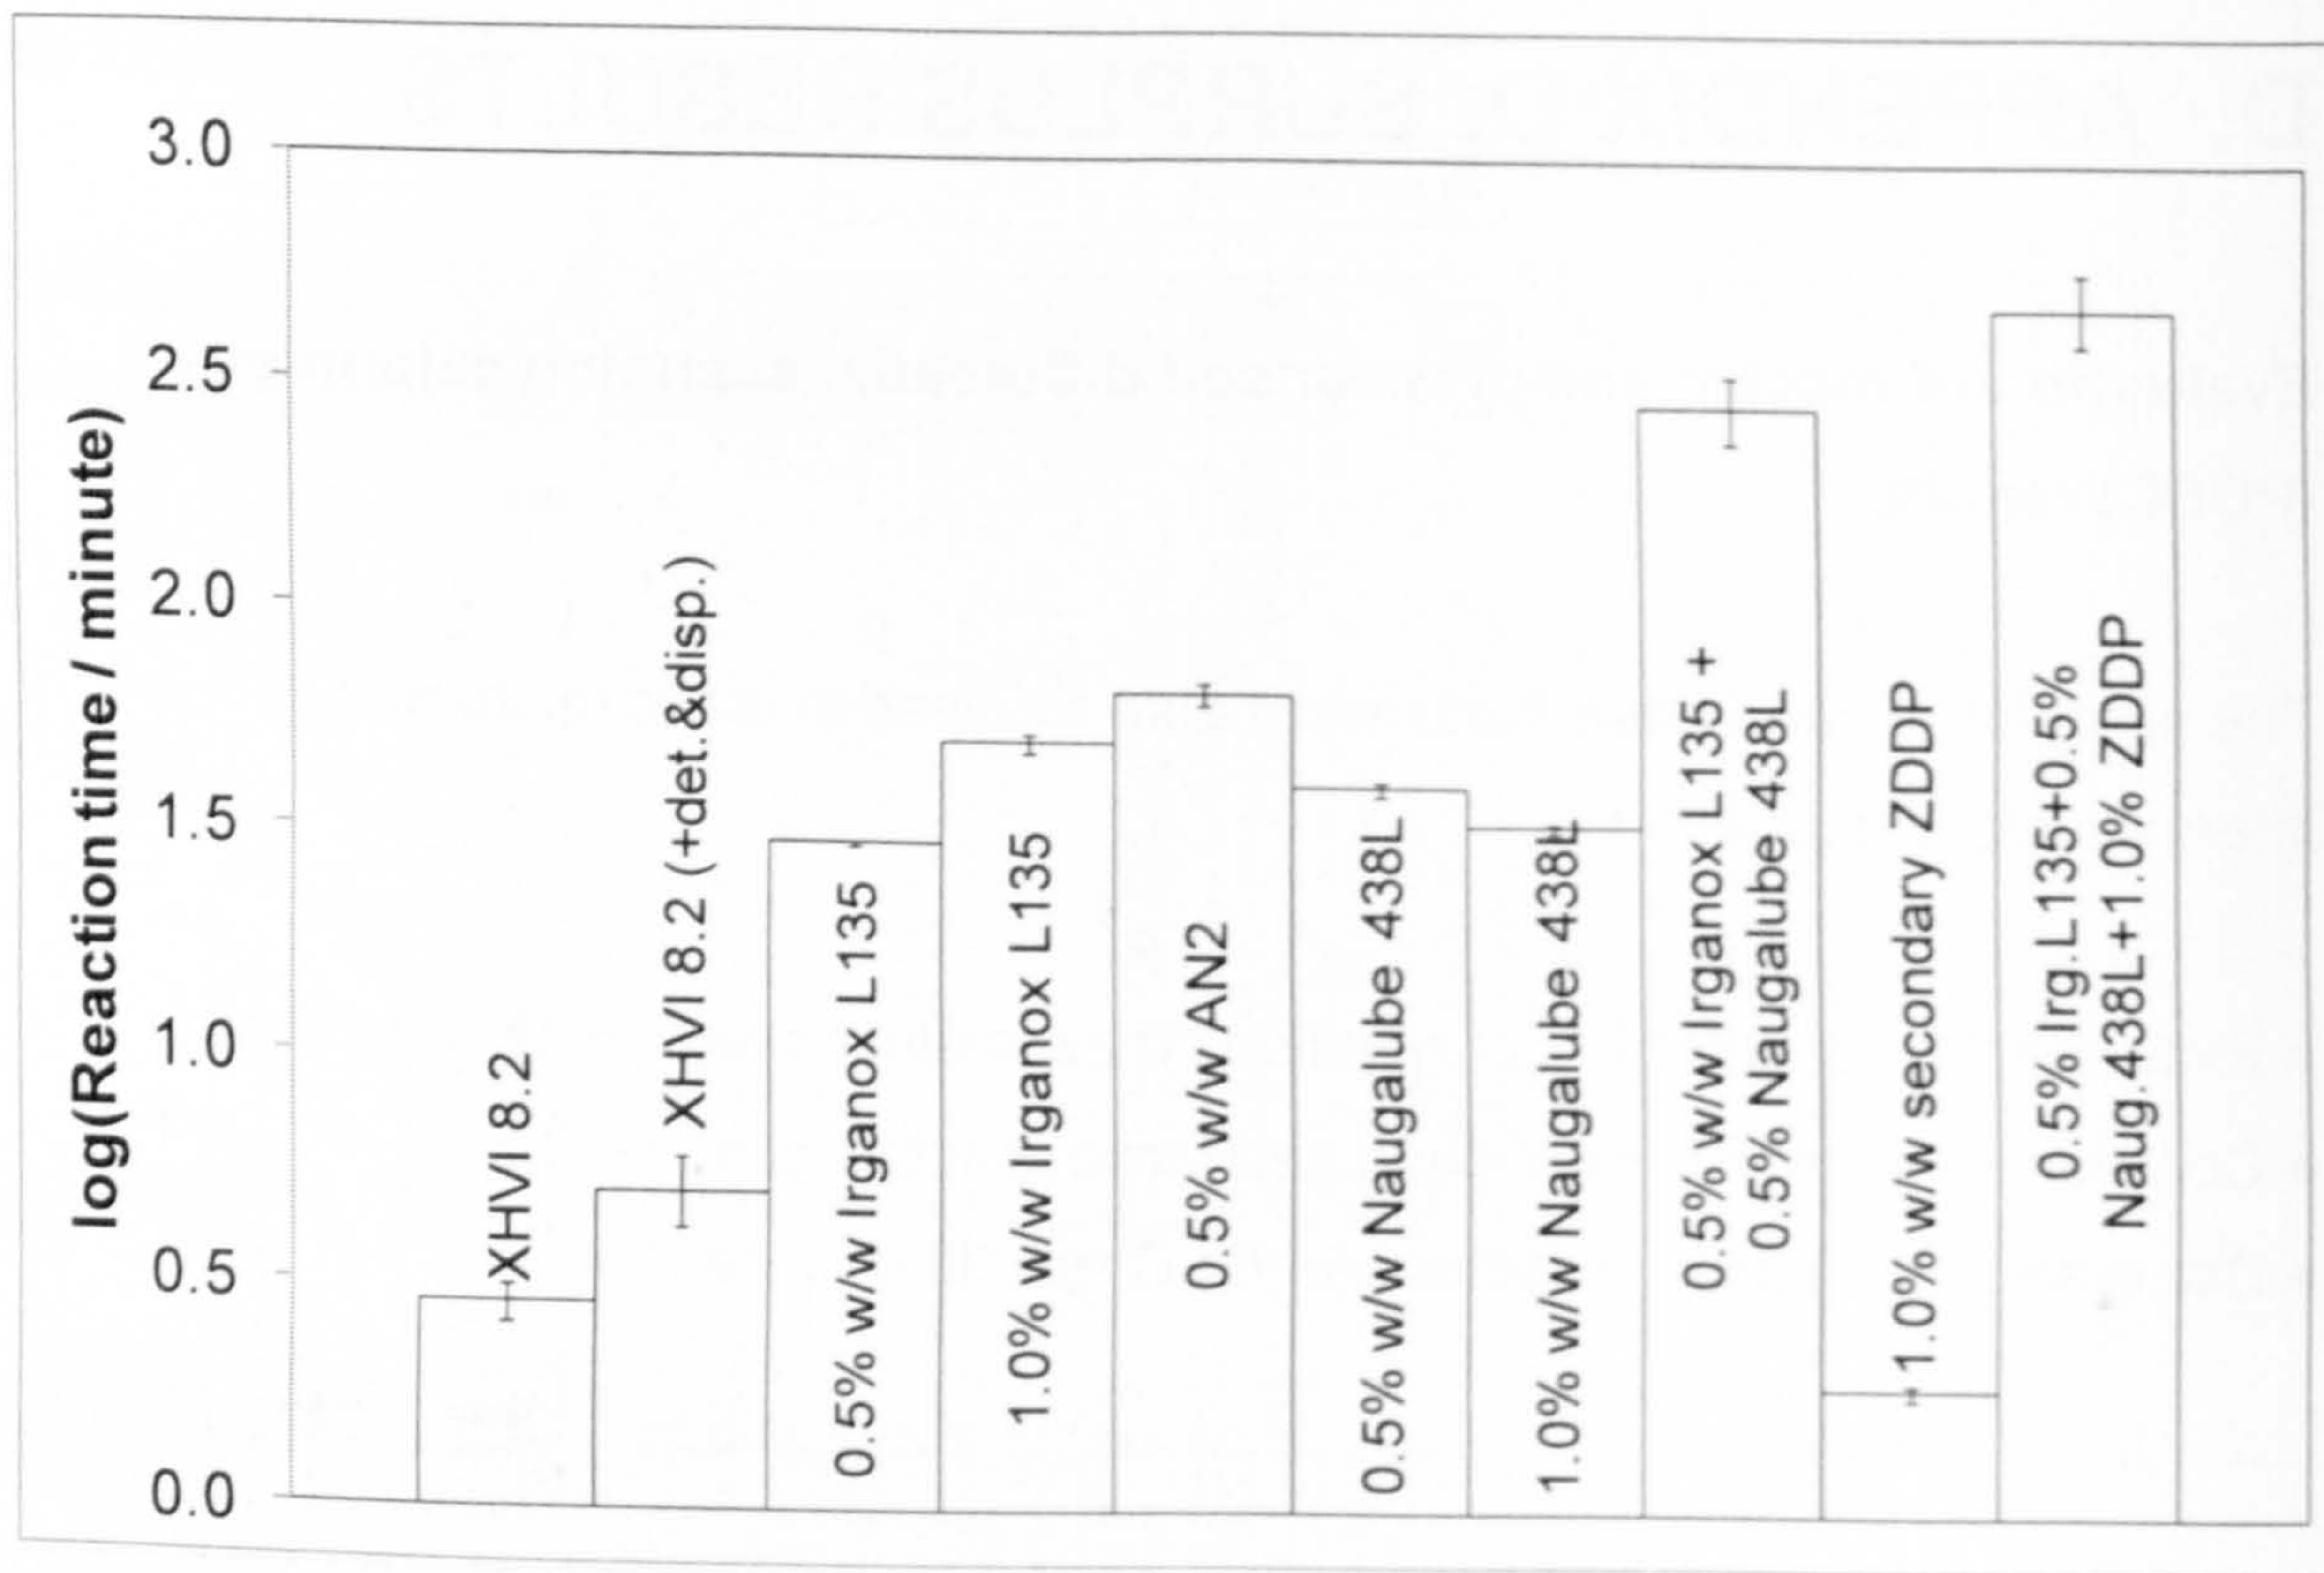 log(Reaction time / minute)
3.0
2.5
2.0
1.5
1.0
0.5
0.0
XHVI 8.2
XHVI 8.2 (+det.&disp.)
0.5% w/w Irganox L135
1.0% w/w Irganox L135
0.5% w/w AN2
0.5% w/w Naugalube 438L
1.0% w/w Naugalube 438L
0.5% w/w Irganox L135 +
0.5% Naugalube 438L
1.0% w/w secondary ZDDP
0.5% Irg.L135+0.5%
Naug.438L+1.0% ZDDP